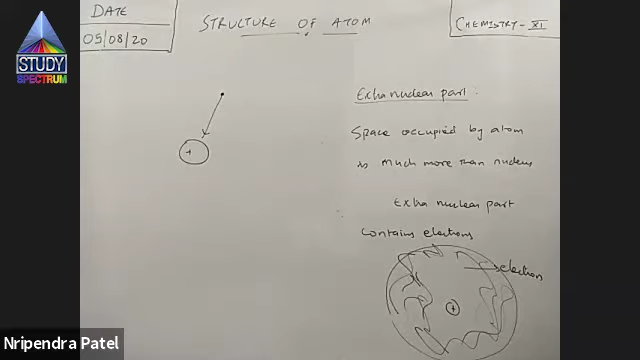 DATE
05/08/20
STRUCTURE OF ATOM
CHEMISTRY - XI
STUDY
SPECTRUM
Extra nuclear part :
Space occupied by atom
is much more than nucleus
Extra nuclear part
contains electrons
electron
+
+
Nripendra Patel